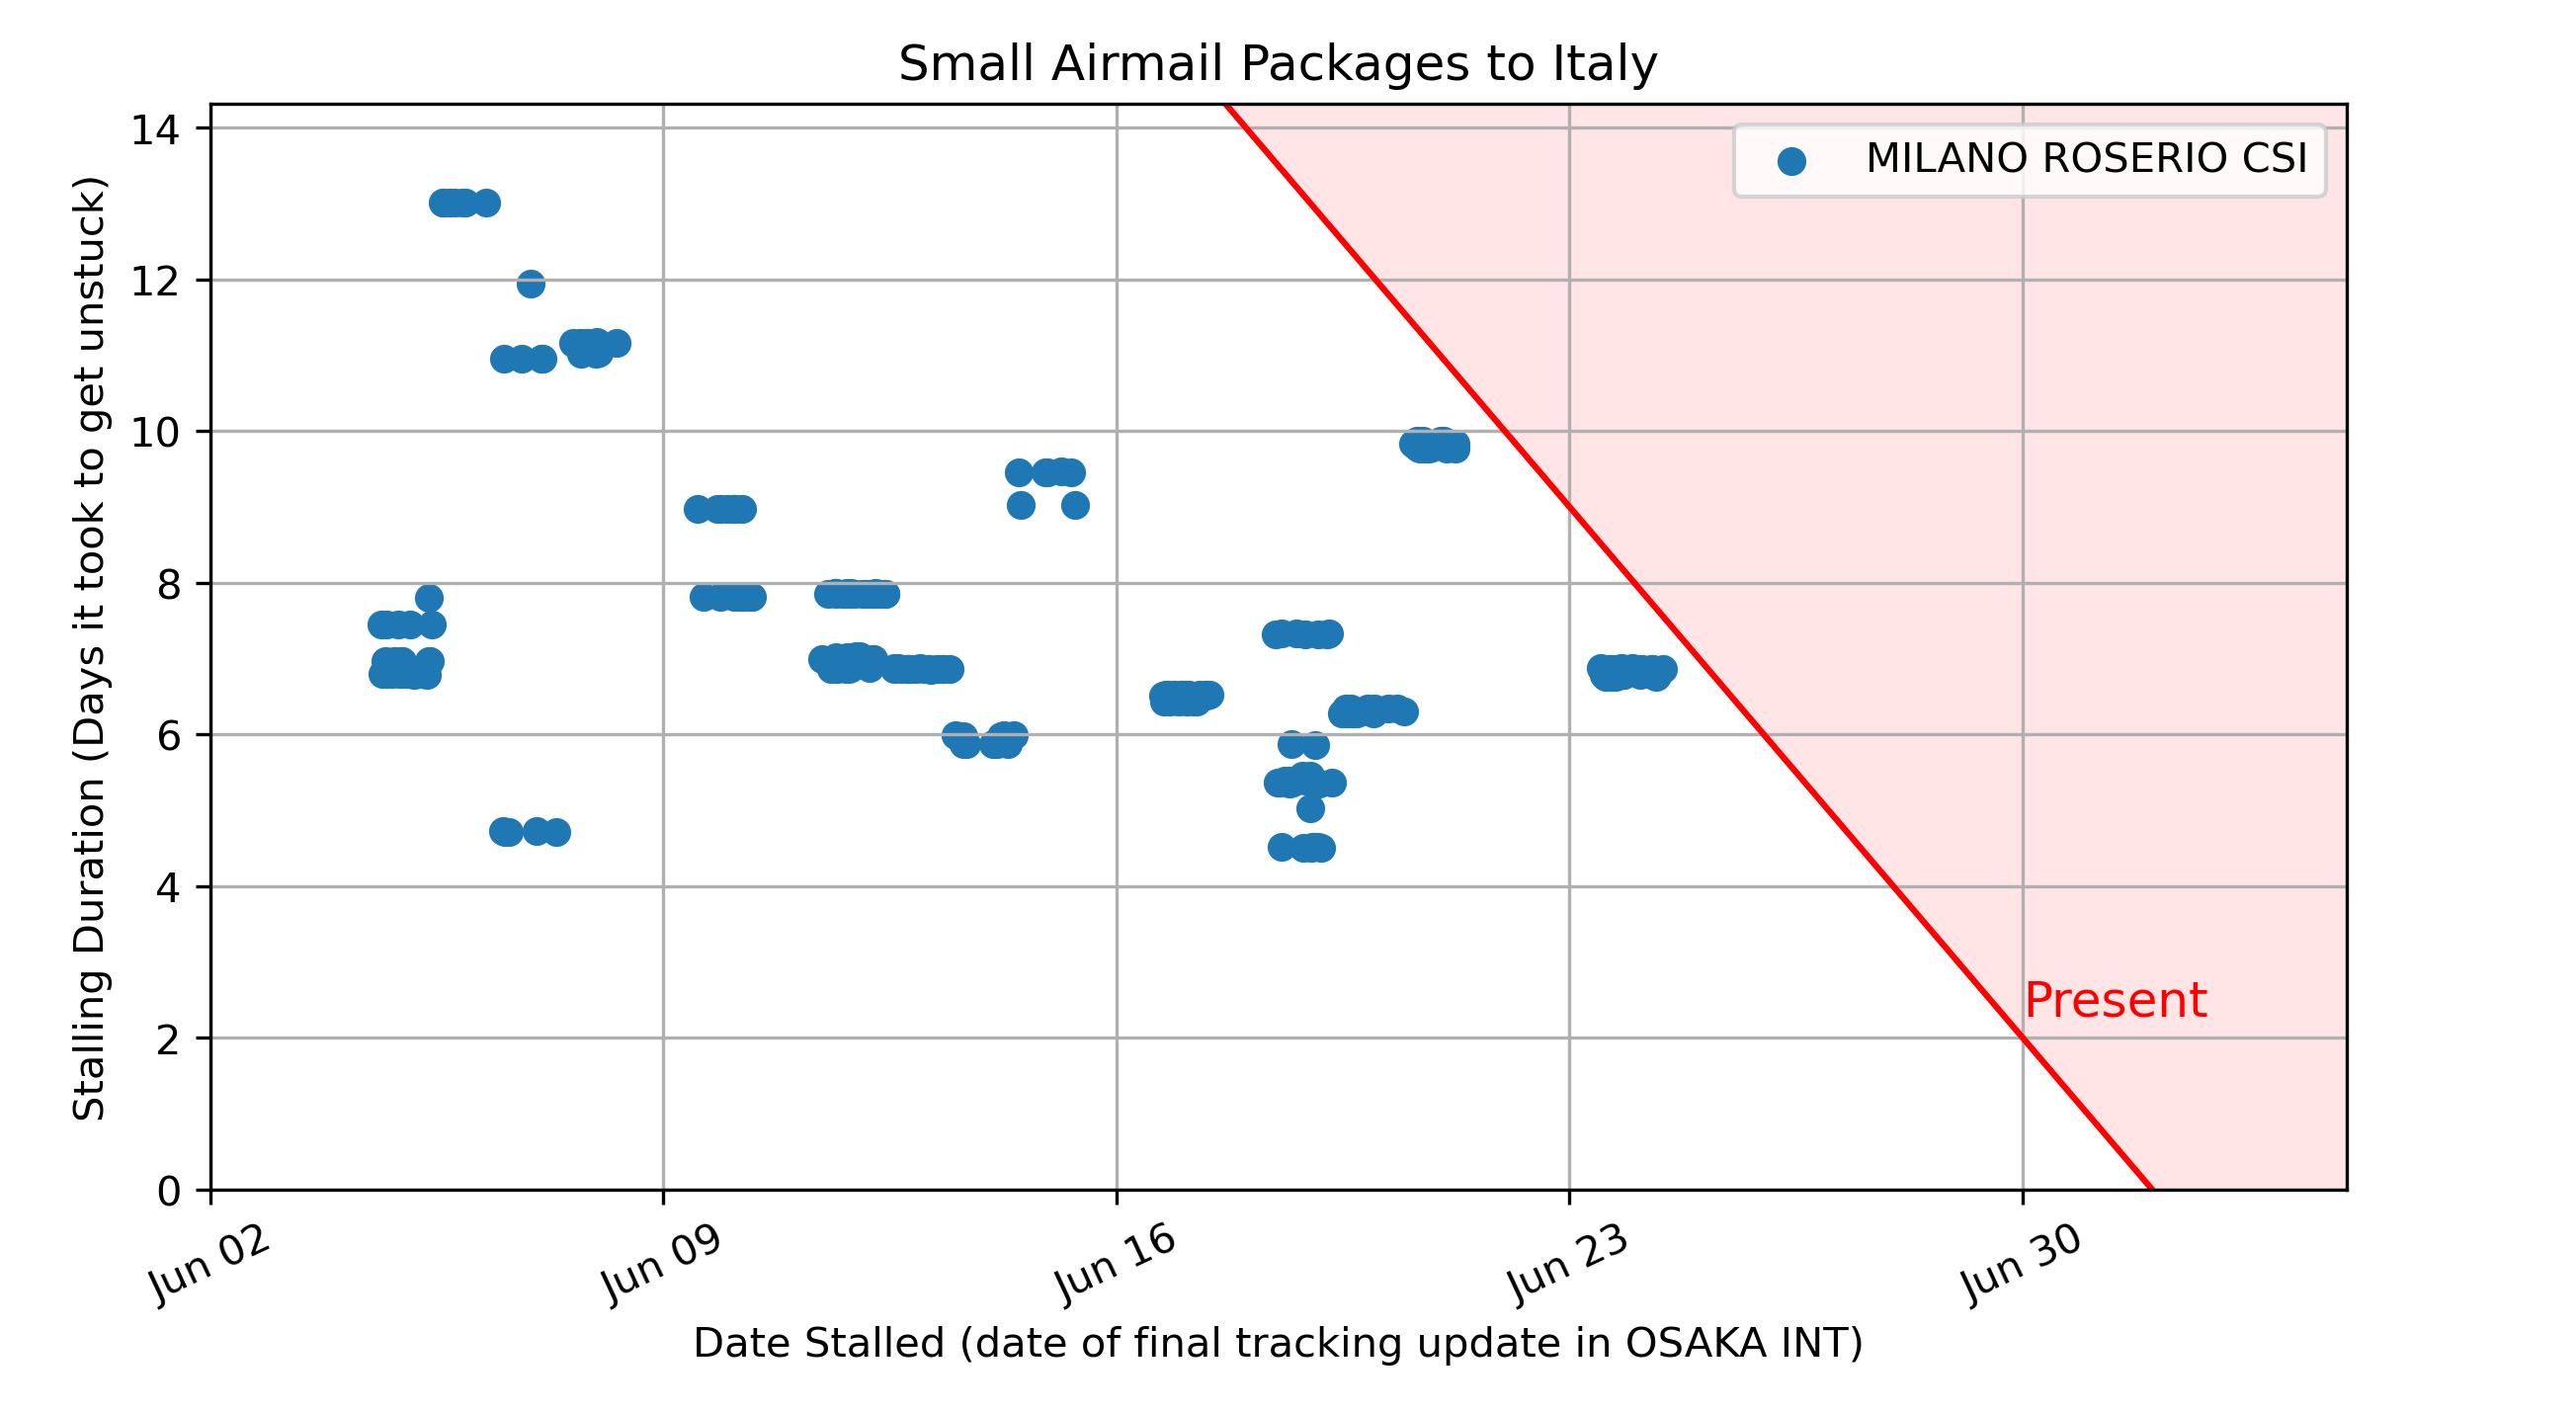 Small Airmail Packages to Italy
Stalling Duration (Days it took to get unstuck)
14
12
10
8
6
4
2
0
MILANO ROSERIO CSI
Present
Jun 02
Jun 09
Jun 16
Jun 23
Jun 30
Date Stalled (date of final tracking update in OSAKA INT)